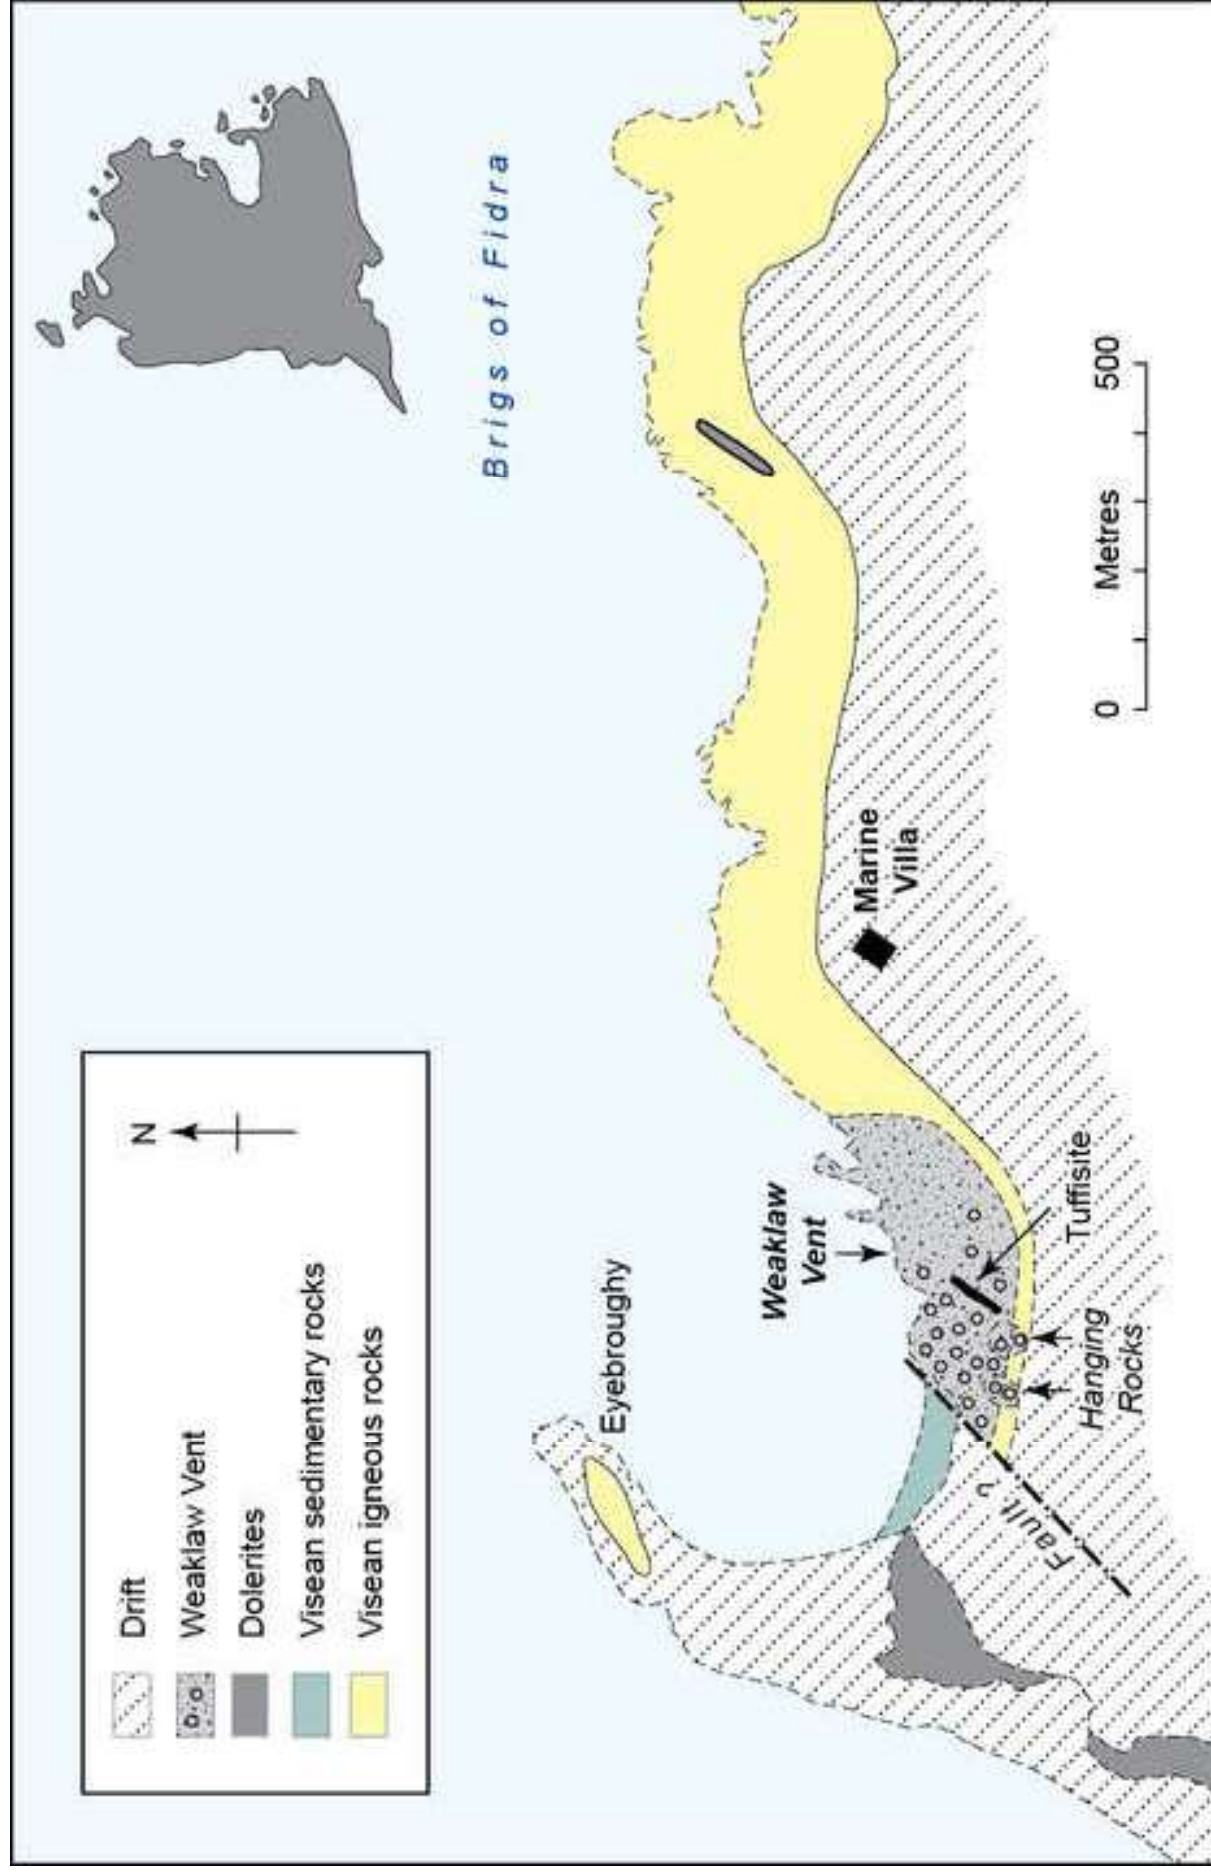 N
Drift
Weaklaw Vent
Dolerites
Visean sedimentary rocks
Visean igneous rocks
Brigs of Fidra
Eyebroughy
Weaklaw
Vent
Marine
Villa
Tuffisite
Hanging
Rocks
Fault ?
0 Metres 500